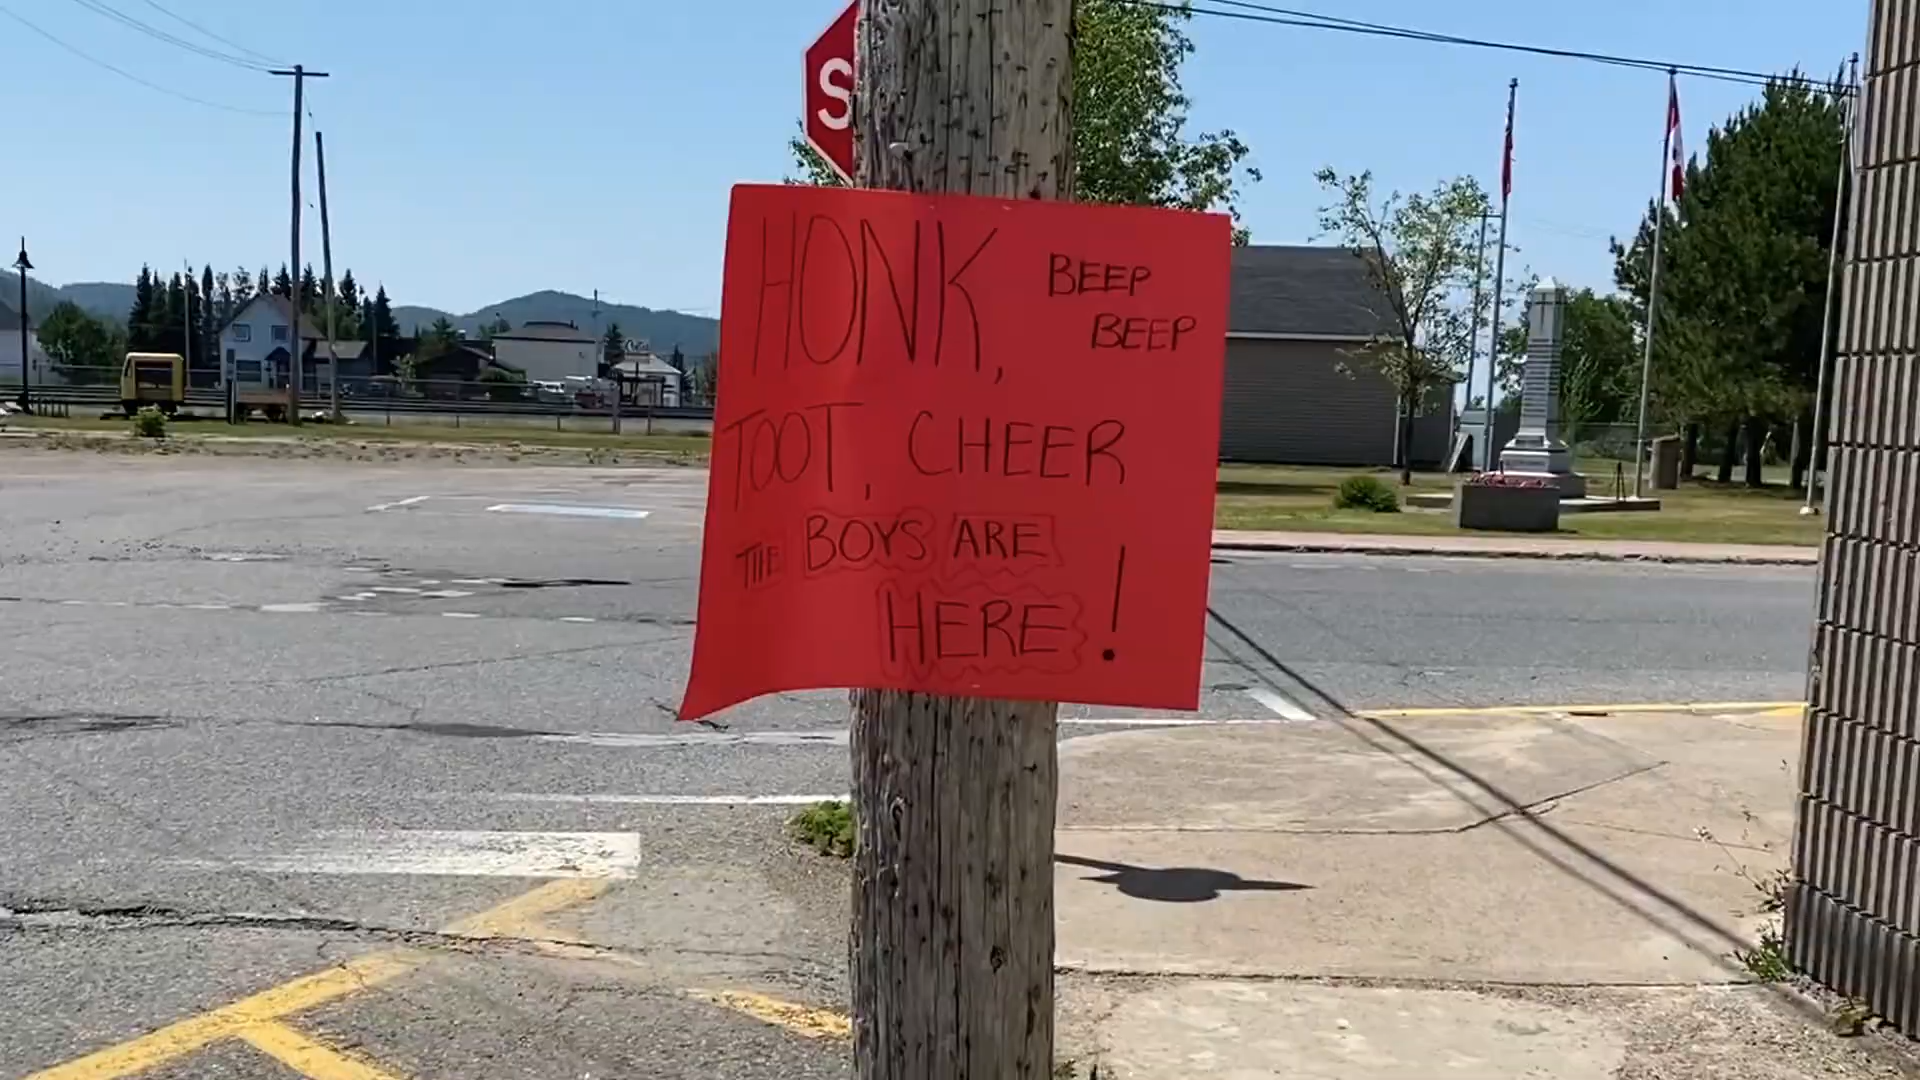 S
HONK, BEEP
BEEP
TOOT, CHEER
THE BOYS ARE
HERE!